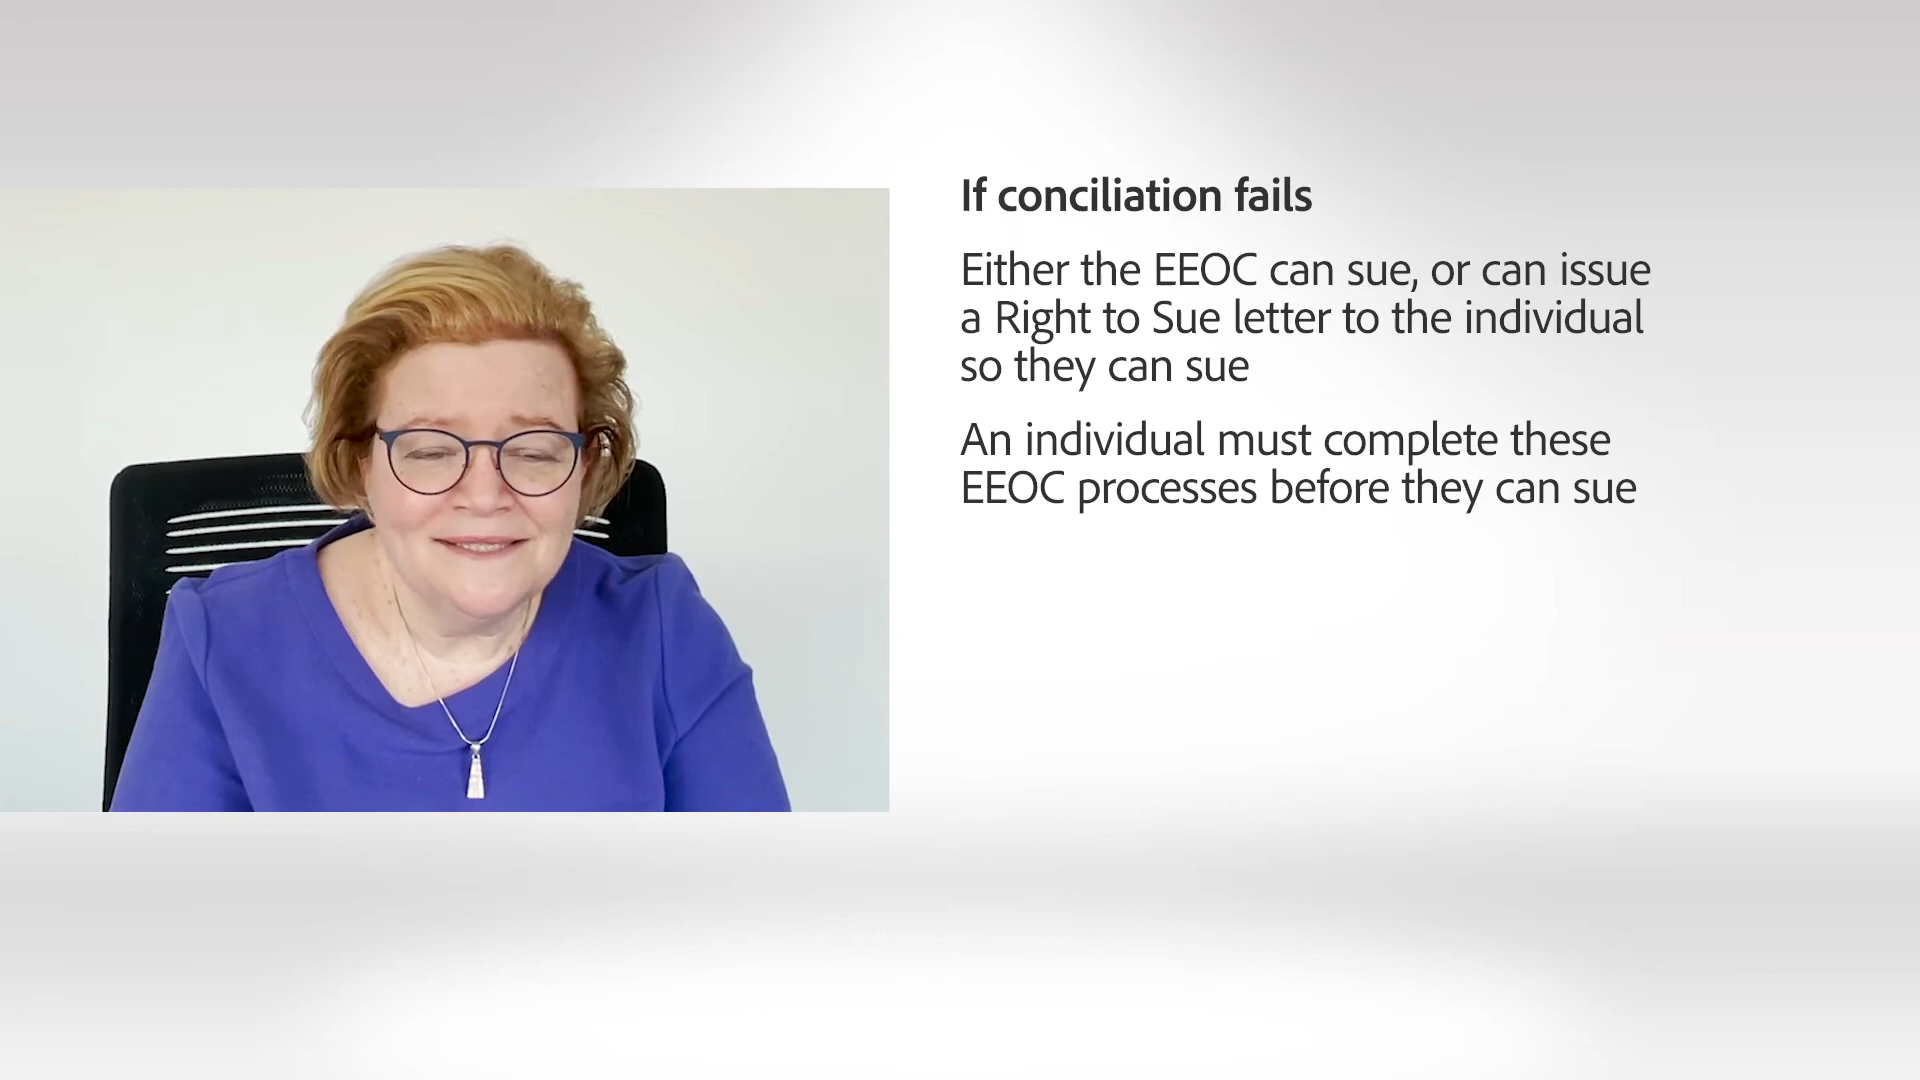 If conciliation fails
Either the EEOC can sue, or can issue
a Right to Sue letter to the individual
so they can sue
An individual must complete these
EEOC processes before they can sue